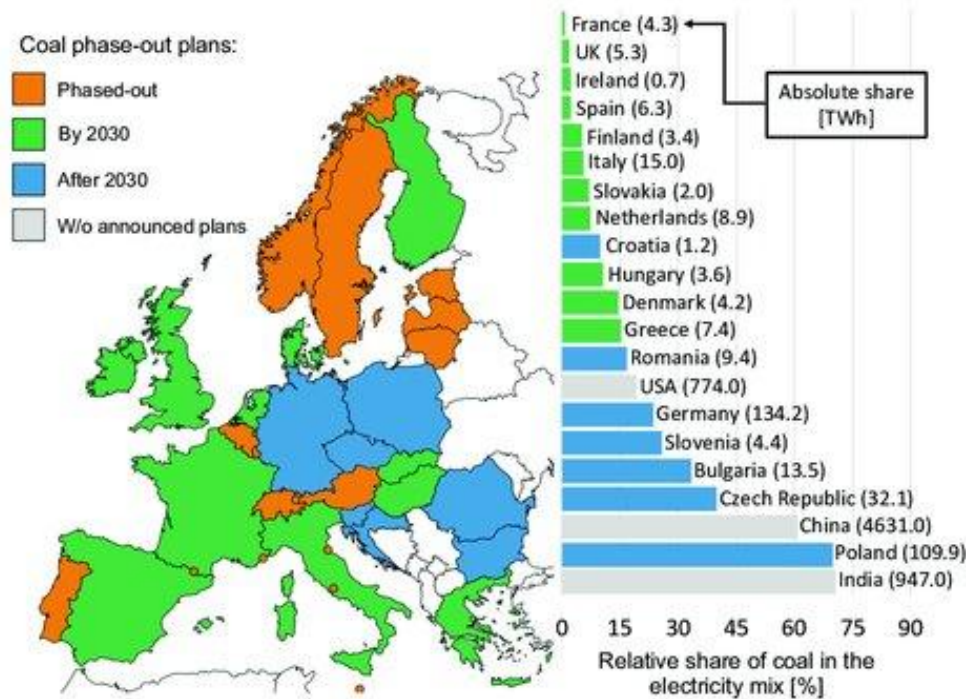 Coal phase-out plans:
Phased-out
By 2030
After 2030
W/o announced plans
France (4.3)
UK (5.3)
Ireland (0.7)
Spain (6.3)
Finland (3.4)
Italy (15.0)
Slovakia (2.0)
Netherlands (8.9)
Croatia (1.2)
Hungary (3.6)
Denmark (4.2)
Greece (7.4)
Romania (9.4)
USA (774.0)
Germany (134.2)
Slovenia (4.4)
Bulgaria (13.5)
Czech Republic (32.1)
China (4631.0)
Poland (109.9)
India (947.0)
Absolute share
[TWh]
0 15 30 45 60 75 90
Relative share of coal in the
electricity mix [%]